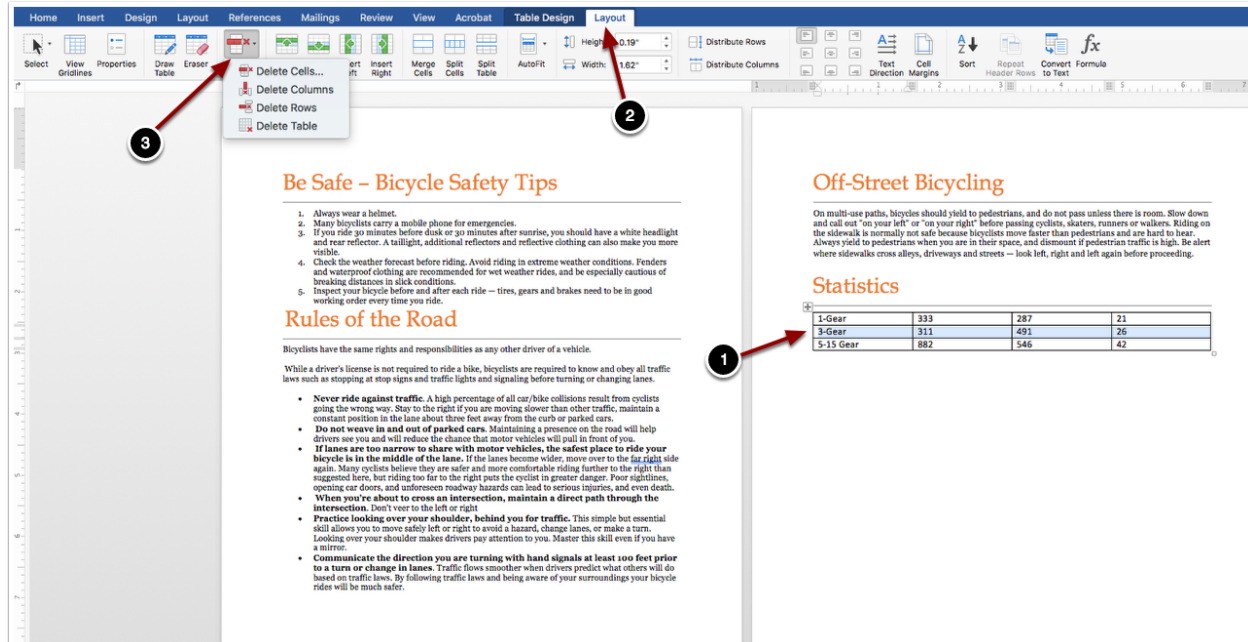 Home Insert Design Layout References Mailings Review View Acrobat Table Design Layout
Select
View Gridlines
Properties
Draw Table
Eraser
Insert Right
Merge Cells
Split Cells
Split Table
AutoFit
Height: 0.19"
Width: 1.62"
Distribute Rows
Distribute Columns
Text Direction
Cell Margins
Sort
Repeat Header Rows
Convert to Text
Formula
Delete Cells...
Delete Columns
Delete Rows
Delete Table
3
2
1
Be Safe – Bicycle Safety Tips
1. Always wear a helmet.
2. Many bicyclists carry a mobile phone for emergencies.
3. If you ride 30 minutes before dusk or 30 minutes after sunrise, you should have a white headlight
and rear reflector. A taillight, additional reflectors and reflective clothing can also make you more
visible.
4. Check the weather forecast before riding. Avoid riding in extreme weather conditions. Fenders
and waterproof clothing are recommended for wet weather rides, and be especially cautious of
breaking distances in slick conditions.
5. Inspect your bicycle before and after each ride — tires, gears and brakes need to be in good
working order every time you ride.
Rules of the Road
Bicyclists have the same rights and responsibilities as any other driver of a vehicle.
While a driver's license is not required to ride a bike, bicyclists are required to know and obey all traffic
laws such as stopping at stop signs and traffic lights and signaling before turning or changing lanes.
• Never ride against traffic. A high percentage of all car/bike collisions result from cyclists
going the wrong way. Stay to the right if you are moving slower than other traffic, maintain a
constant position in the lane about three feet away from the curb or parked cars.
• Do not weave in and out of parked cars. Maintaining a presence on the road will help
drivers see you and will reduce the chance that motor vehicles will pull in front of you.
• If lanes are too narrow to share with motor vehicles, the safest place to ride your
bicycle is in the middle of the lane. If the lanes become wider, move over to the far right side
again. Many cyclists believe they are safer and more comfortable riding further to the right than
suggested here, but riding too far to the right puts the cyclist in greater danger. Poor sightlines,
opening car doors, and unforeseen roadway hazards can lead to serious injuries, and even death.
• When you're about to cross an intersection, maintain a direct path through the
intersection. Don't veer to the left or right
• Practice looking over your shoulder, behind you for traffic. This simple but essential
skill allows you to move safely left or right to avoid a hazard, change lanes, or make a turn.
Looking over your shoulder makes drivers pay attention to you. Master this skill even if you have
a mirror.
• Communicate the direction you are turning with hand signals at least 100 feet prior
to a turn or change in lanes. Traffic flows smoother when drivers predict what others will do
based on traffic laws. By following traffic laws and being aware of your surroundings your bicycle
rides will be much safer.
Off-Street Bicycling
On multi-use paths, bicycles should yield to pedestrians, and do not pass unless there is room. Slow down
and call out "on your left" or "on your right" before passing cyclists, skaters, runners or walkers. Riding on
the sidewalk is normally not safe because bicyclists move faster than pedestrians and are hard to hear.
Always yield to pedestrians when you are in their space, and dismount if pedestrian traffic is high. Be alert
where sidewalks cross alleys, driveways and streets — look left, right and left again before proceeding.
Statistics
1-Gear 333 287 21
3-Gear 311 491 26
5-15 Gear 882 546 42